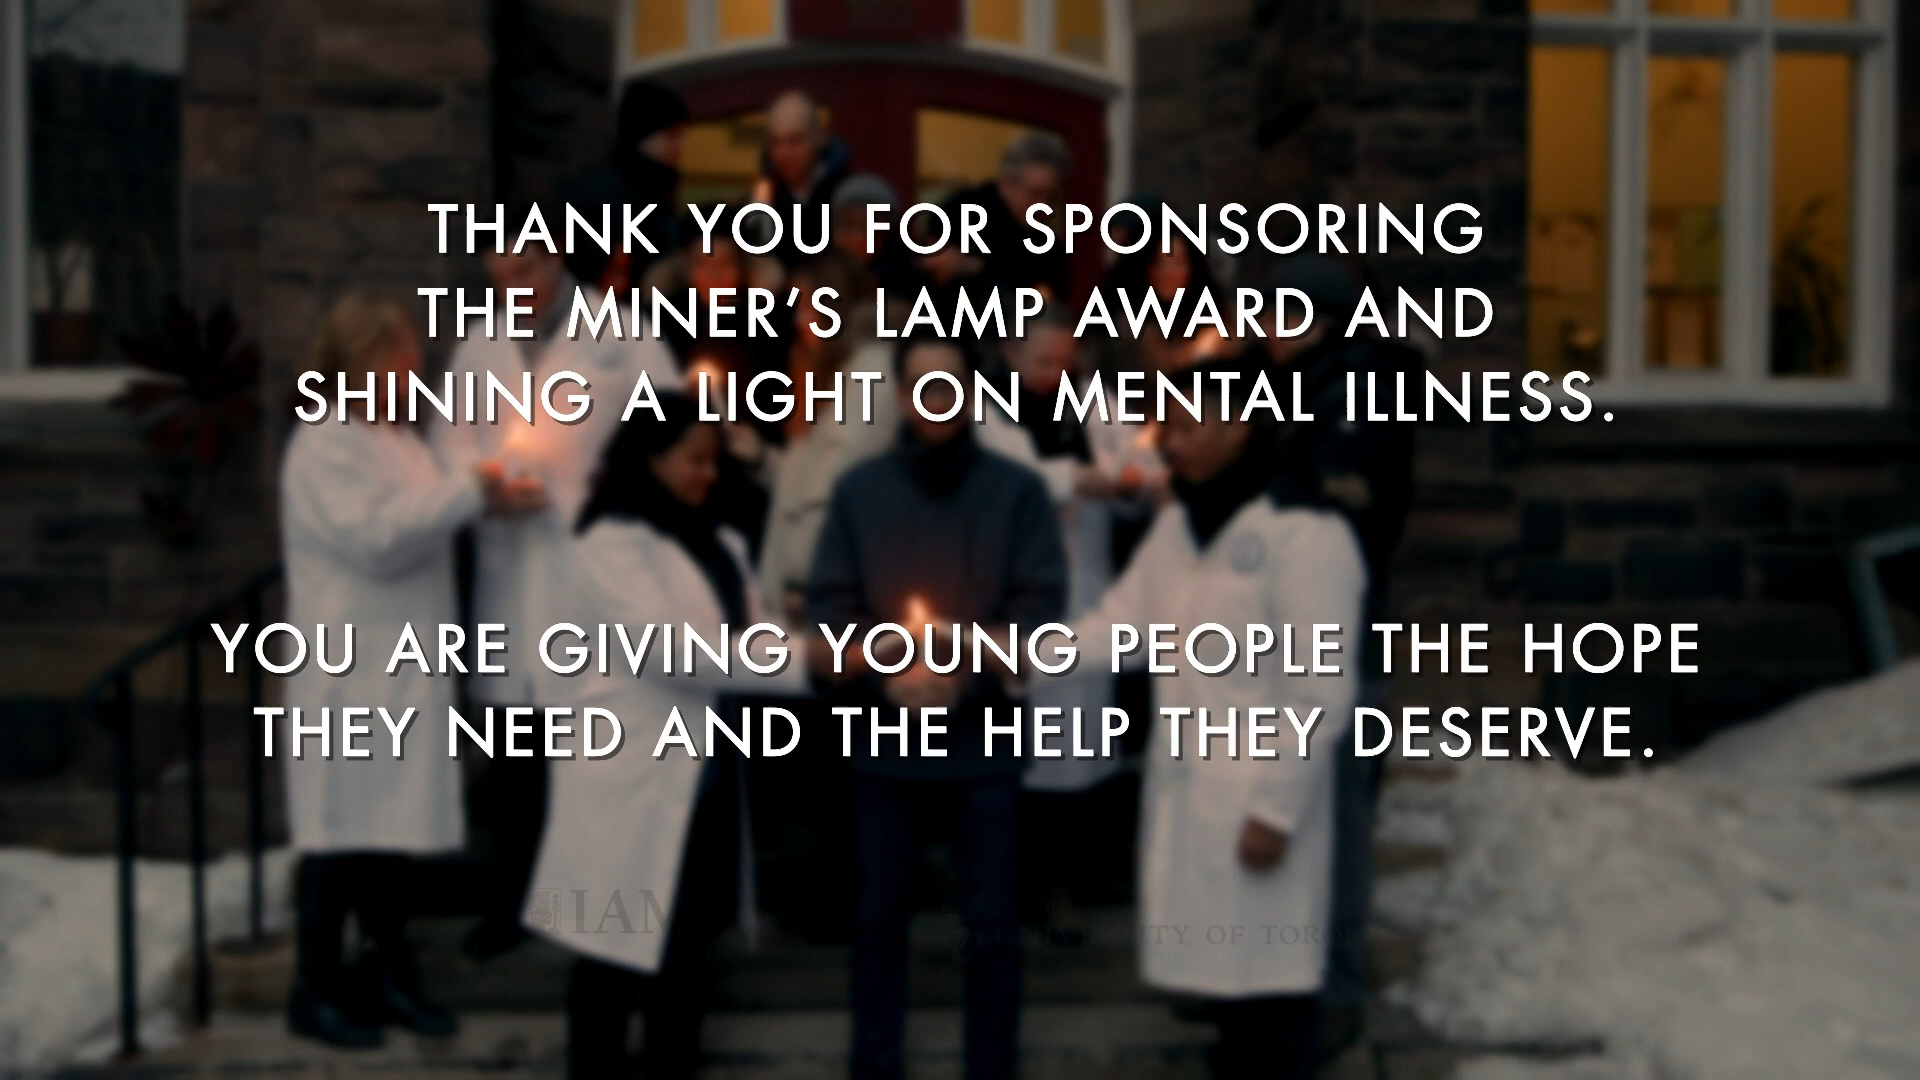 THANK YOU FOR SPONSORING
THE MINER’S LAMP AWARD AND
SHINING A LIGHT ON MENTAL ILLNESS.
YOU ARE GIVING YOUNG PEOPLE THE HOPE
THEY NEED AND THE HELP THEY DESERVE.
OF